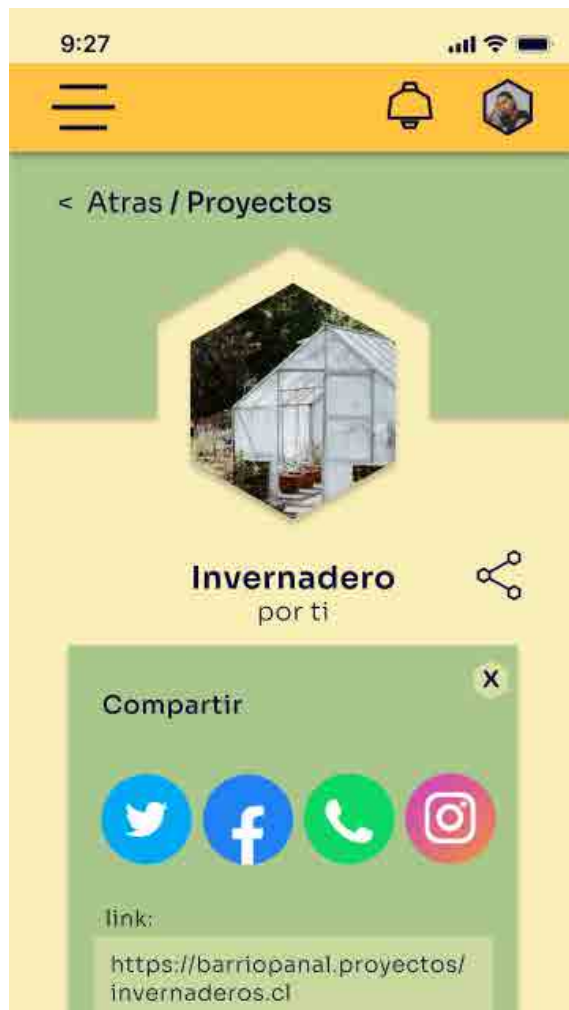 9:27
< Atras / Proyectos
Invernadero
por ti
X
Compartir
link:
https://barriopanal.proyectos/
invernaderos.cl